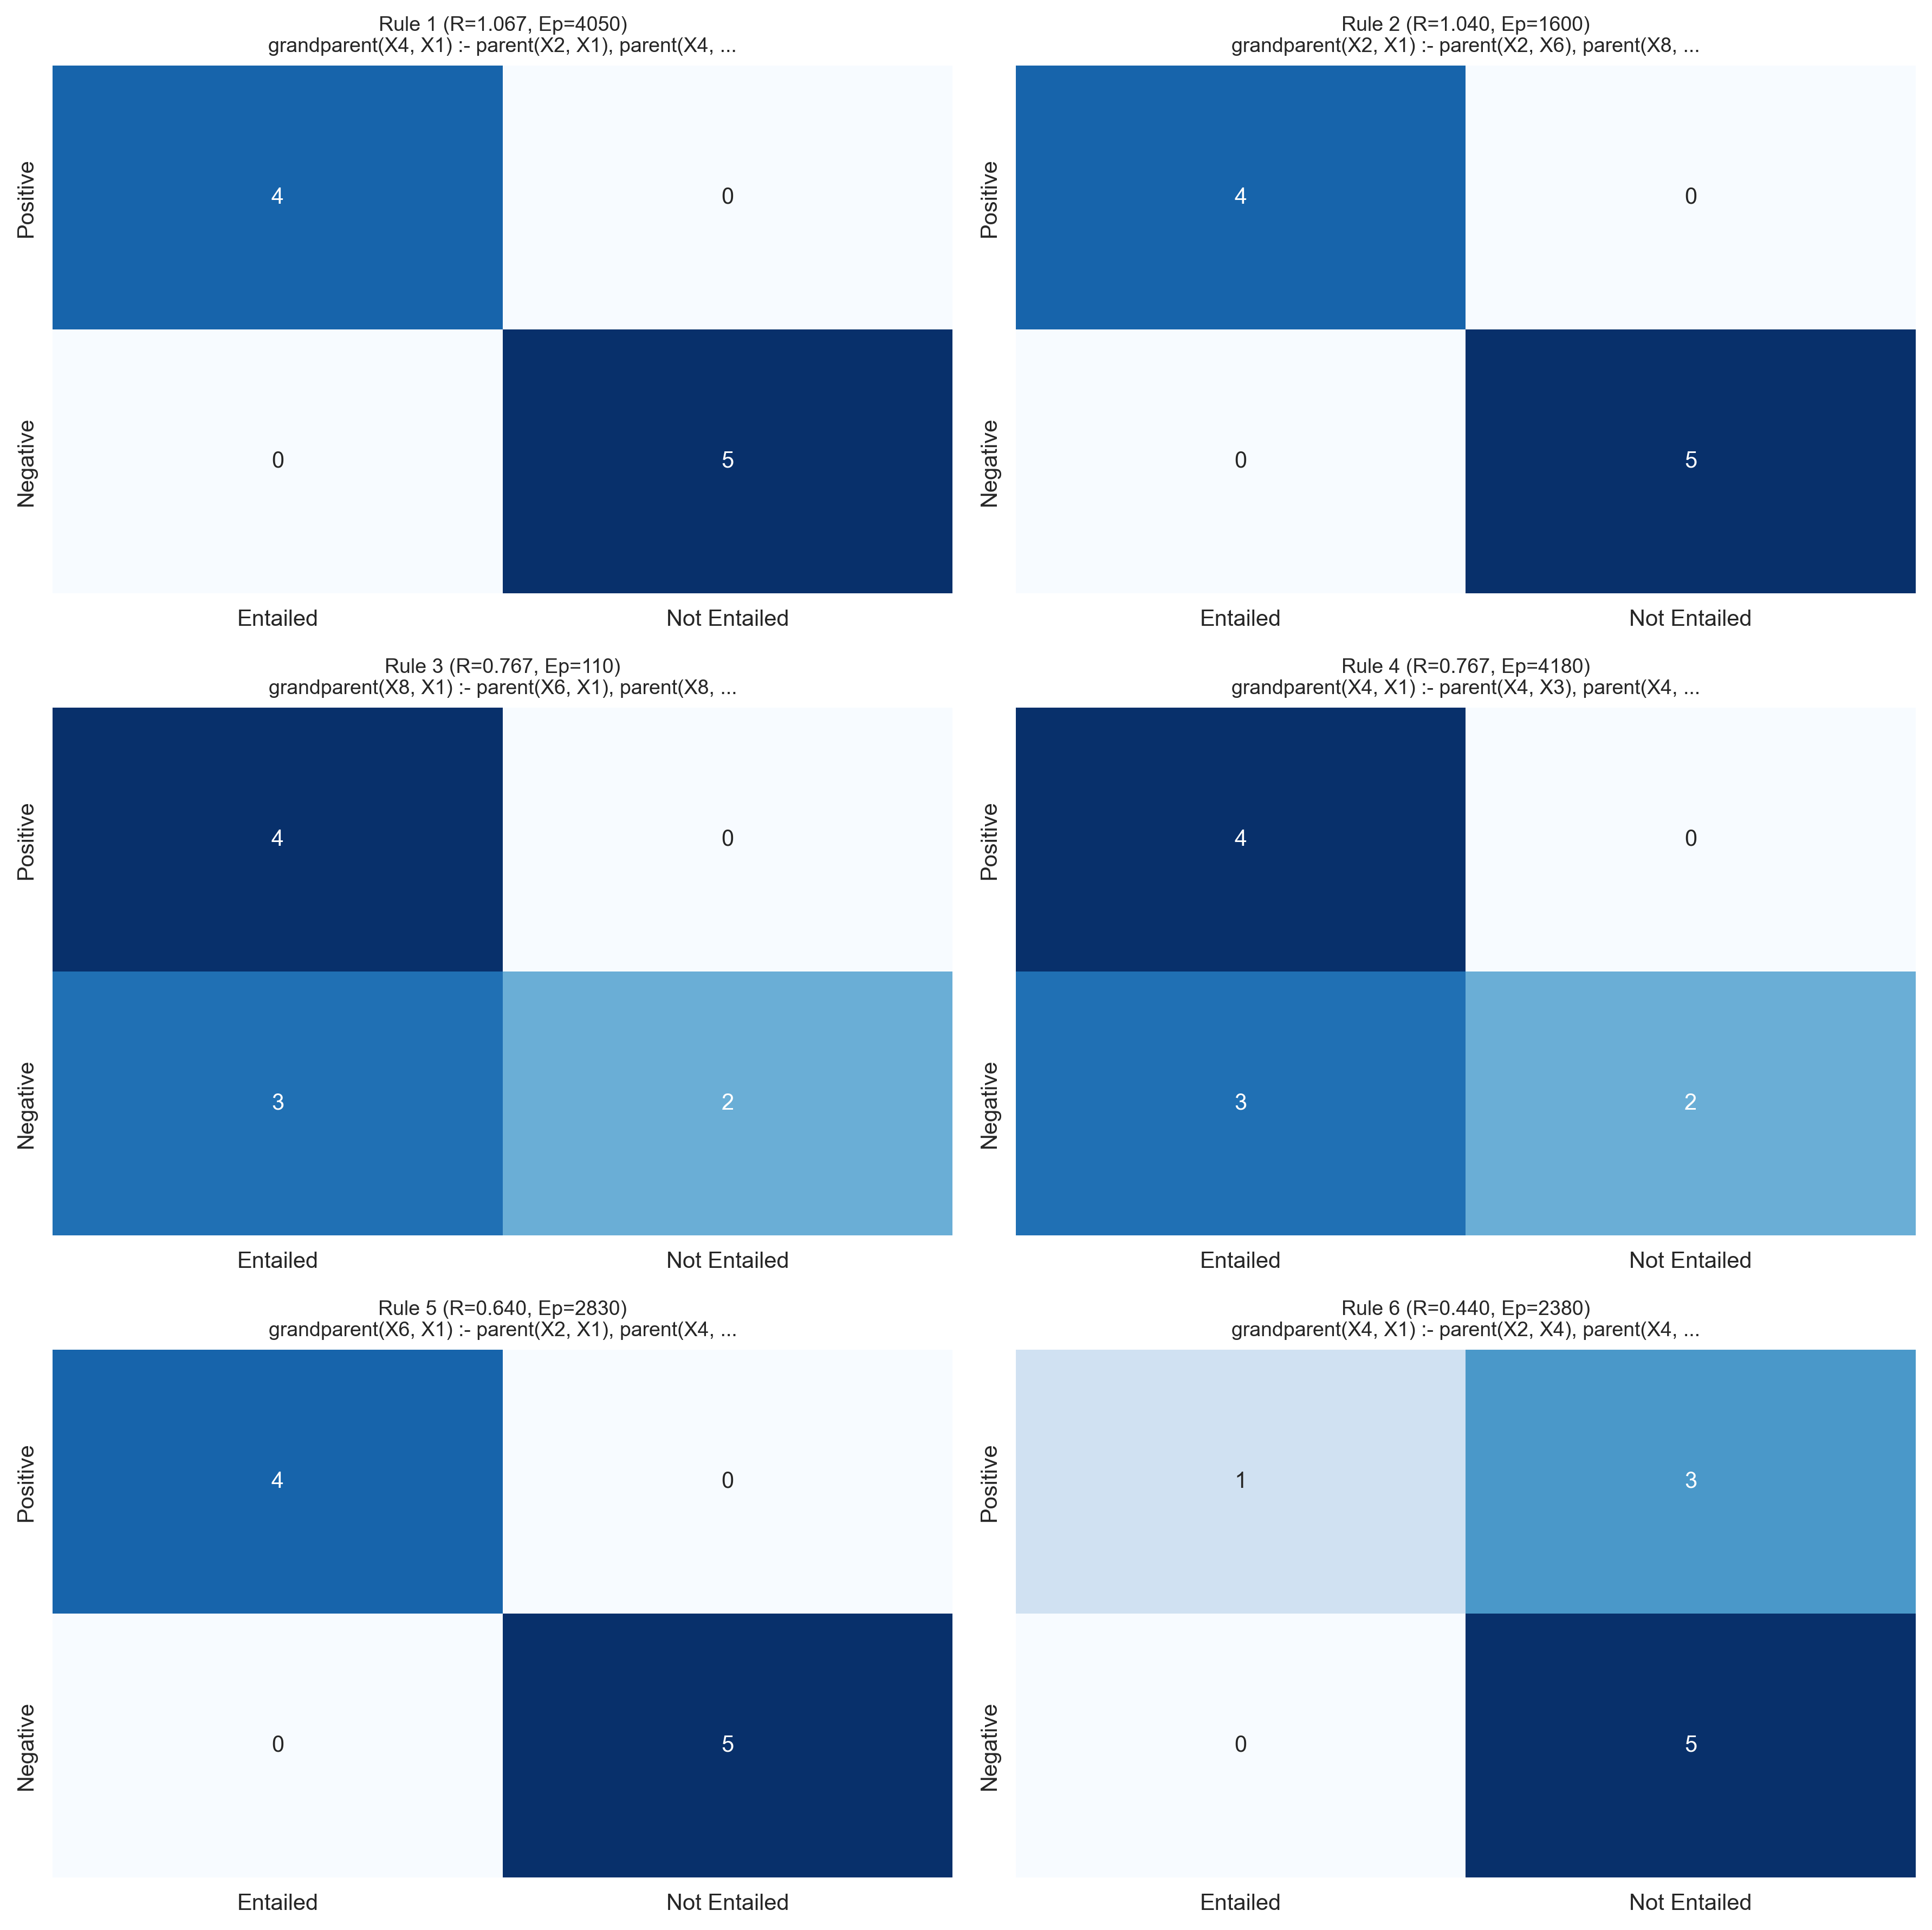 Rule 1 (R=1.067, Ep=4050)
grandparent(X4, X1) :- parent(X2, X1), parent(X4, ...
Positive
4
0
Negative
0
5
Entailed
Not Entailed
Rule 2 (R=1.040, Ep=1600)
grandparent(X2, X1) :- parent(X2, X6), parent(X8, ...
Positive
4
0
Negative
0
5
Entailed
Not Entailed
Rule 3 (R=0.767, Ep=110)
grandparent(X8, X1) :- parent(X6, X1), parent(X8, ...
Positive
4
0
Negative
3
2
Entailed
Not Entailed
Rule 4 (R=0.767, Ep=4180)
grandparent(X4, X1) :- parent(X4, X3), parent(X4, ...
Positive
4
0
Negative
3
2
Entailed
Not Entailed
Rule 5 (R=0.640, Ep=2830)
grandparent(X6, X1) :- parent(X2, X1), parent(X4, ...
Positive
4
0
Negative
0
5
Entailed
Not Entailed
Rule 6 (R=0.440, Ep=2380)
grandparent(X4, X1) :- parent(X2, X4), parent(X4, ...
Positive
1
3
Negative
0
5
Entailed
Not Entailed